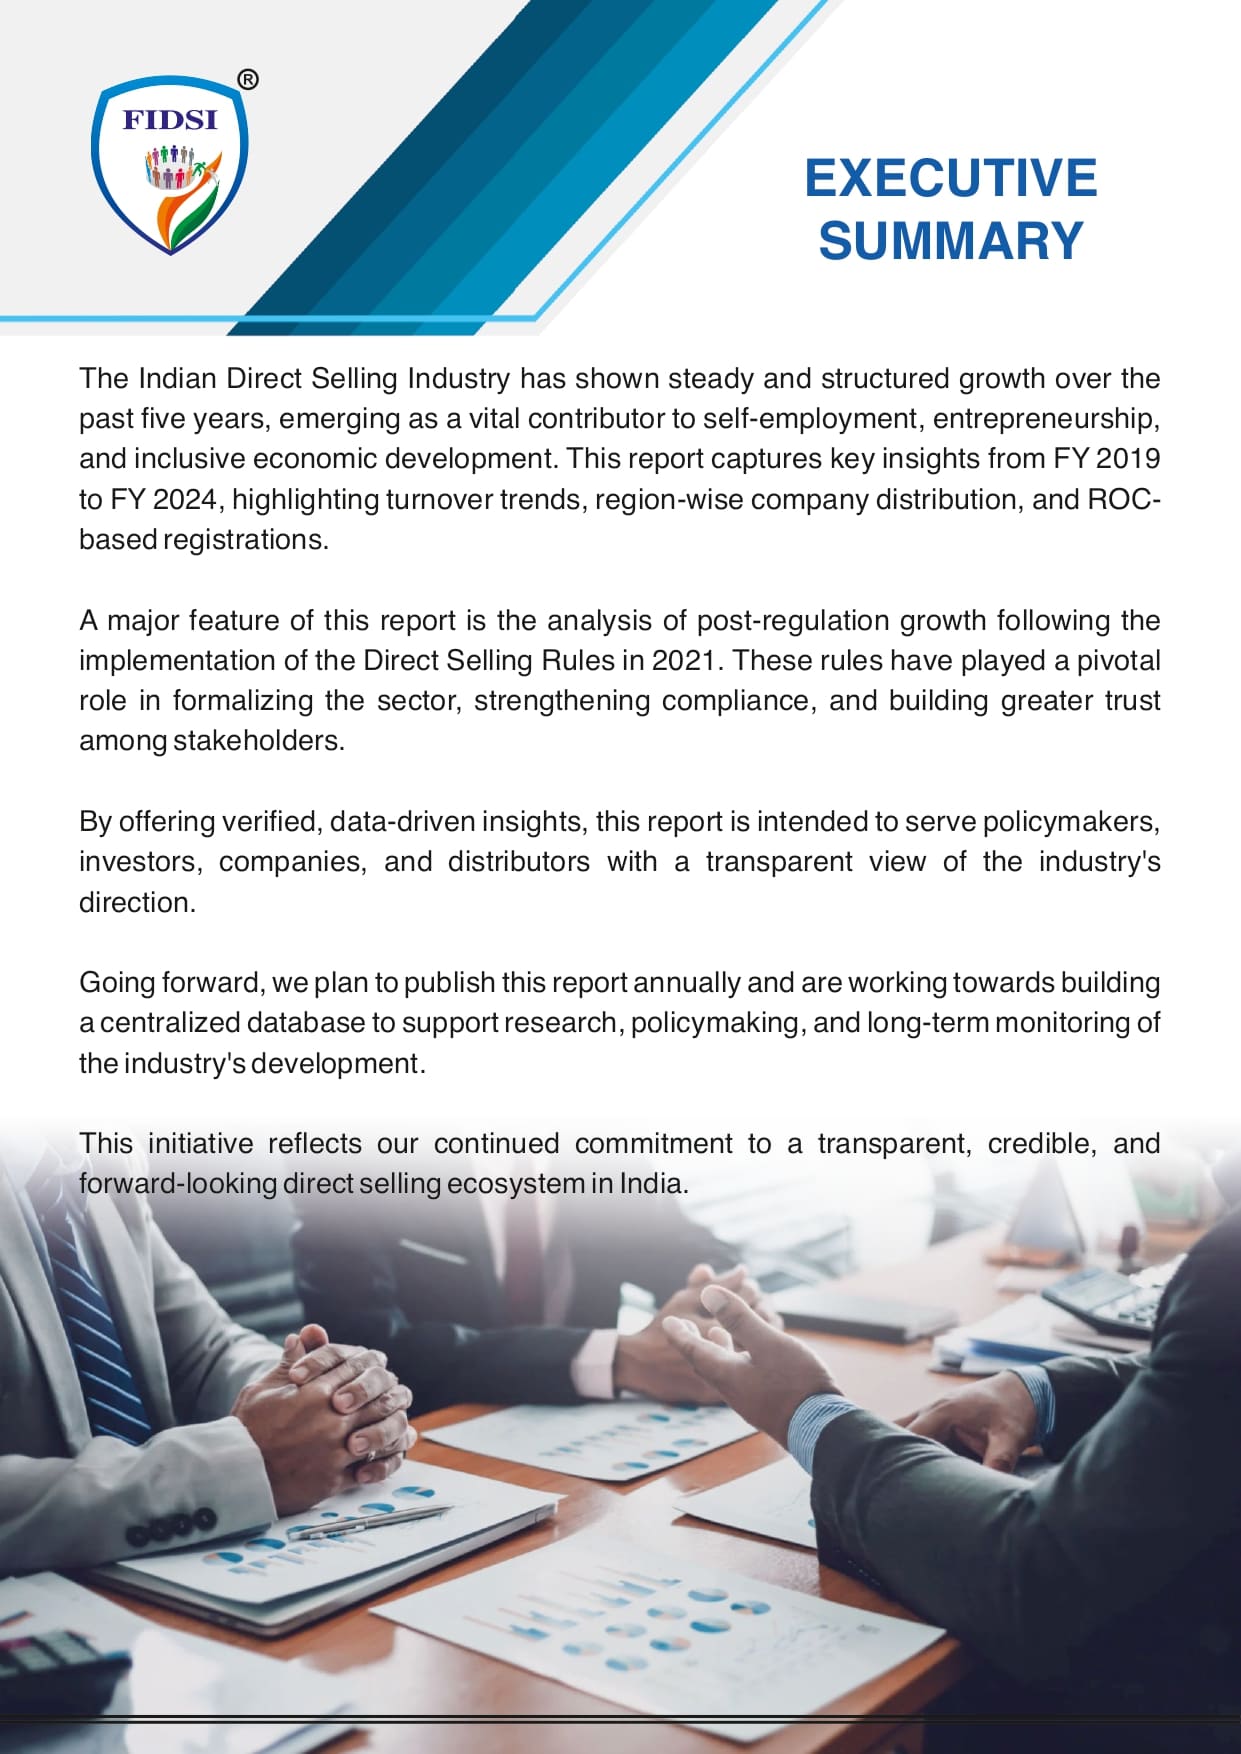 ®
FIDSI
EXECUTIVE
SUMMARY
The Indian Direct Selling Industry has shown steady and structured growth over the
past five years, emerging as a vital contributor to self-employment, entrepreneurship,
and inclusive economic development. This report captures key insights from FY 2019
to FY 2024, highlighting turnover trends, region-wise company distribution, and ROC-
based registrations.
A major feature of this report is the analysis of post-regulation growth following the
implementation of the Direct Selling Rules in 2021. These rules have played a pivotal
role in formalizing the sector, strengthening compliance, and building greater trust
among stakeholders.
By offering verified, data-driven insights, this report is intended to serve policymakers,
investors, companies, and distributors with a transparent view of the industry's
direction.
Going forward, we plan to publish this report annually and are working towards building
a centralized database to support research, policymaking, and long-term monitoring of
the industry's development.
This initiative reflects our continued commitment to a transparent, credible, and
forward-looking direct selling ecosystem in India.